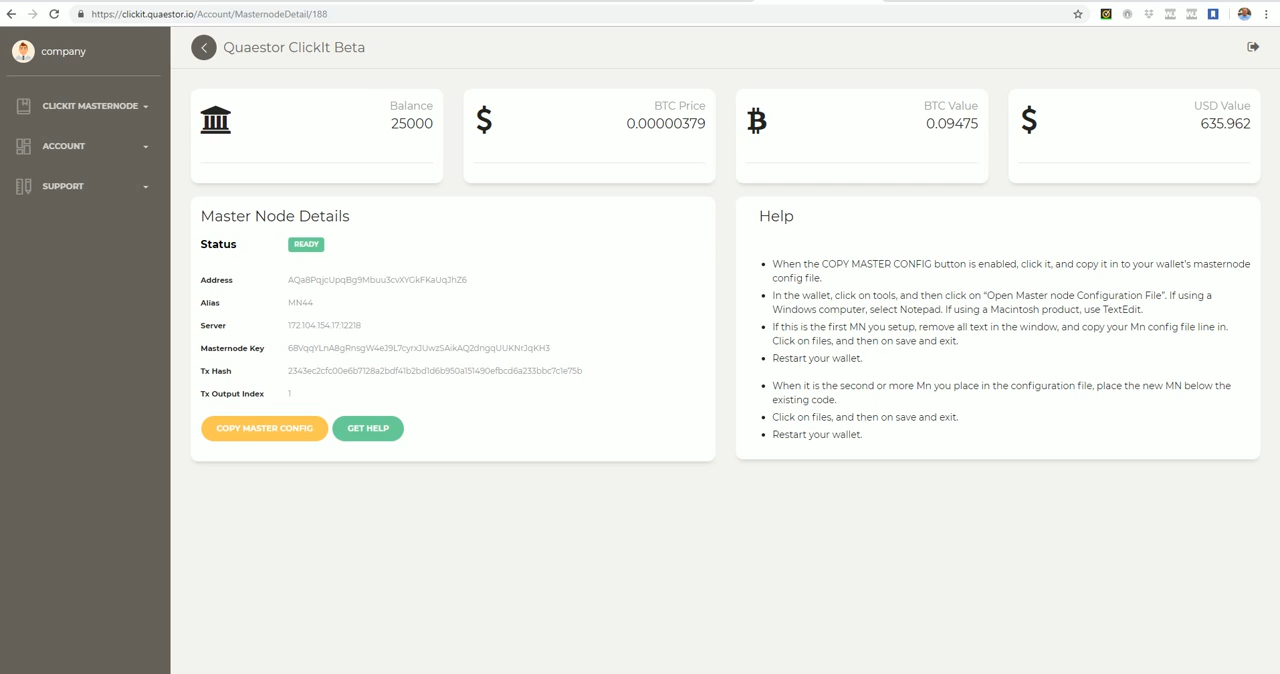 https://clickit.quaestor.io/Account/MasternodeDetail/188
company
Quaestor ClickIt Beta
CLICKIT MASTERNODE
ACCOUNT
SUPPORT
Balance
25000
BTC Price
0.00000379
BTC Value
0.09475
USD Value
635.962
Master Node Details
Status READY
Address AQa8PqjcUpqBg9Mbuu3cvXYGkFKaUqJhZ6
Alias MN44
Server 172.104.154.17:12218
Masternode Key 68VqqYLnA8gRnsgW4eJ9L7cyrxJUwzSAikAQ2dngqUUKNrJqKH3
Tx Hash 2343ec2cfc00e6b7128a2bdf41b2bd1d6b950a151490efbcd6a233bbc7c1e75b
Tx Output Index 1
COPY MASTER CONFIG GET HELP
Help
When the COPY MASTER CONFIG button is enabled, click it, and copy it in to your wallet's masternode
config file.
In the wallet, click on tools, and then click on “Open Master node Configuration File”. If using a
Windows computer, select Notepad. If using a Macintosh product, use TextEdit.
If this is the first MN you setup, remove all text in the window, and copy your Mn config file line in.
Click on files, and then on save and exit.
Restart your wallet.
When it is the second or more Mn you place in the configuration file, place the new MN below the
existing code.
Click on files, and then on save and exit.
Restart your wallet.